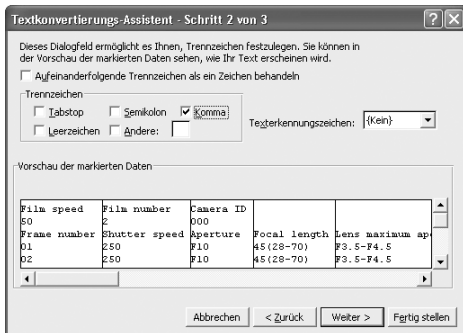 Textkonvertierungs-Assistent - Schritt 2 von 3
Dieses Dialogfeld ermöglicht es Ihnen, Trennzeichen festzulegen. Sie können in
der Vorschau der markierten Daten sehen, wie Ihr Text erscheinen wird.
Aufeinanderfolgende Trennzeichen als ein Zeichen behandeln
Trennzeichen
Tabstop Semikolon Komma
Leerzeichen Andere:
Texterkennungszeichen: {Kein}
Vorschau der markierten Daten
Film speed Film number Camera ID
50 2 000
Frame number Shutter speed Aperture Focal length Lens maximum ape
01 250 F10 45(28-70) F3.5-F4.5
02 250 F10 45(28-70) F3.5-F4.5
Abbrechen < Zurück Weiter > Fertig stellen